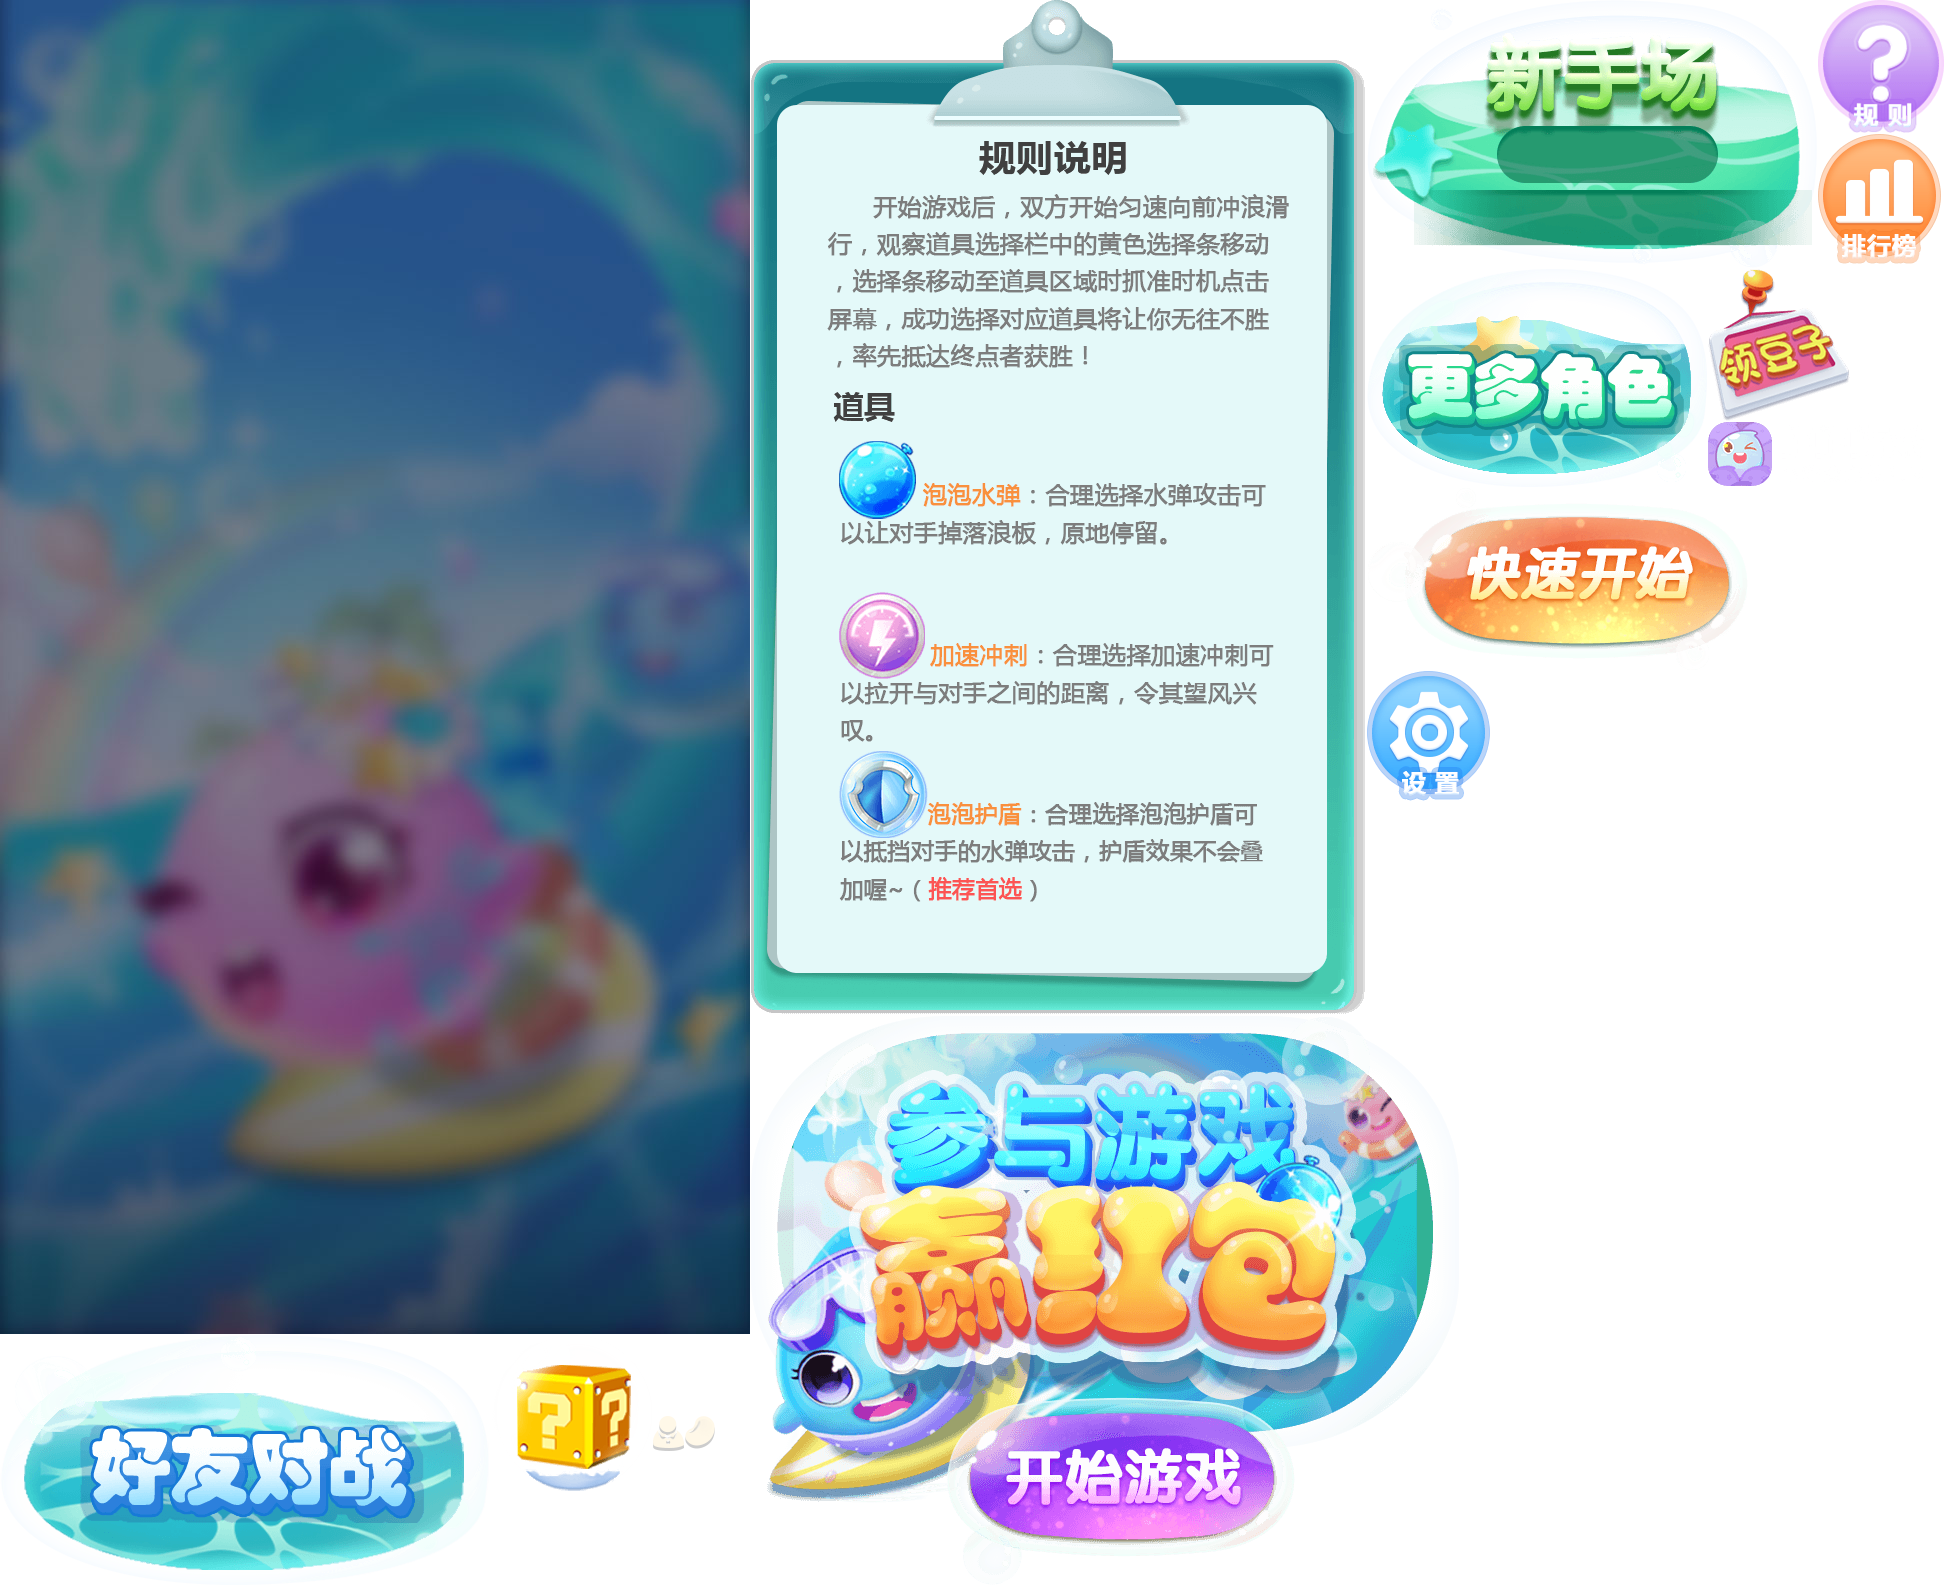 规则说明
开始游戏后，双方开始匀速向前冲浪滑
行，观察道具选择栏中的黄色选择条移动
，选择条移动至道具区域时抓准时机点击
屏幕，成功选择对应道具将让你无往不胜
，率先抵达终点者获胜！
道具
泡泡水弹：合理选择水弹攻击可
以让对手掉落浪板，原地停留。
加速冲刺：合理选择加速冲刺可
以拉开与对手之间的距离，令其望风兴
叹。
泡泡护盾：合理选择泡泡护盾可
以抵挡对手的水弹攻击，护盾效果不会叠
加喔~（推荐首选）
新手场
规则
排行榜
更多角色
领豆子
快速开始
设置
参与游戏
赢红包
开始游戏
好友对战
? ?